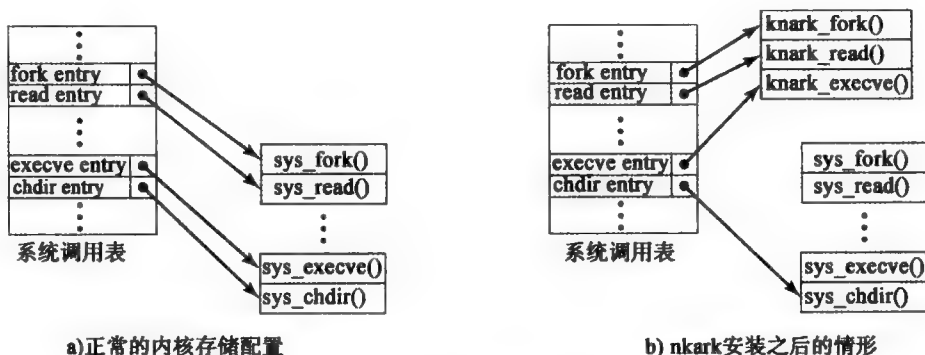 fork entry
read entry
execve entry
chdir entry
系统调用表
sys_fork()
sys_read()
sys_execve()
sys_chdir()
a)正常的内核存储配置
fork entry
read entry
execve entry
chdir entry
系统调用表
knark_fork()
knark_read()
knark_execve()
sys_fork()
sys_read()
sys_execve()
sys_chdir()
b) nkark安装之后的情形